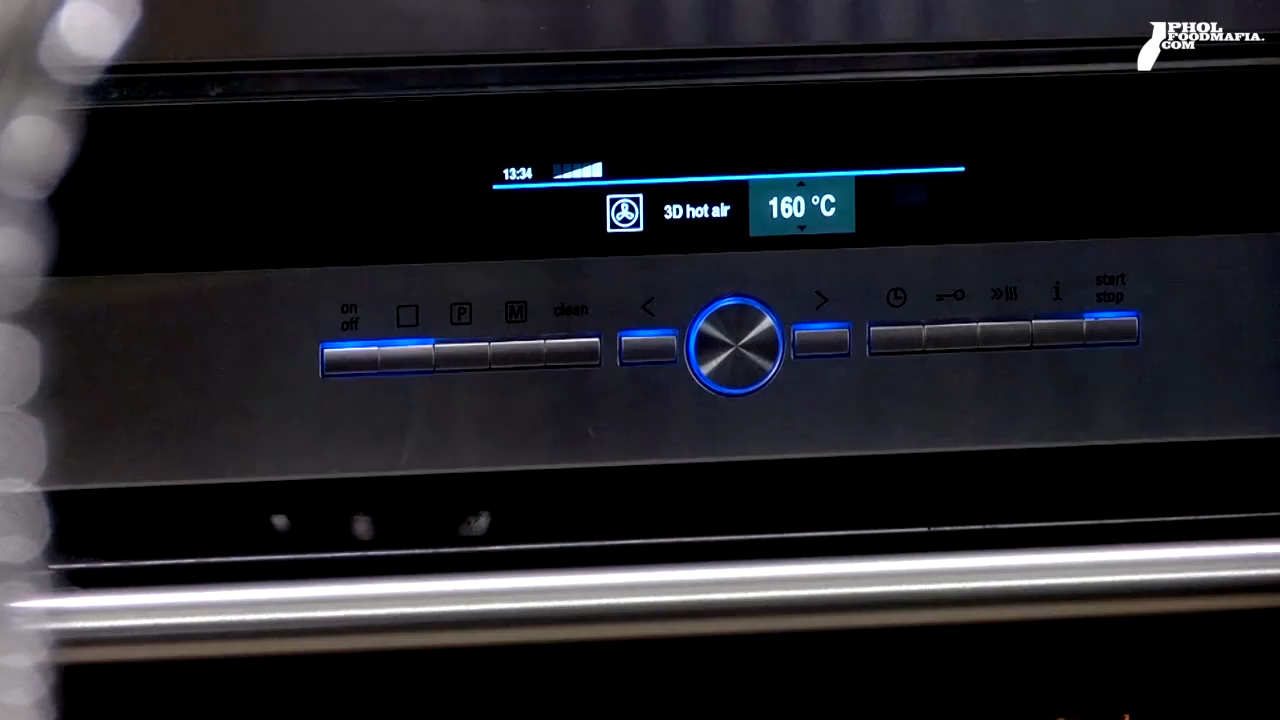 PHOL
FOODMAFIA.
COM
13:34
3D hot air
160 °C
on
off
P
M
clean
<
>
i
start
stop